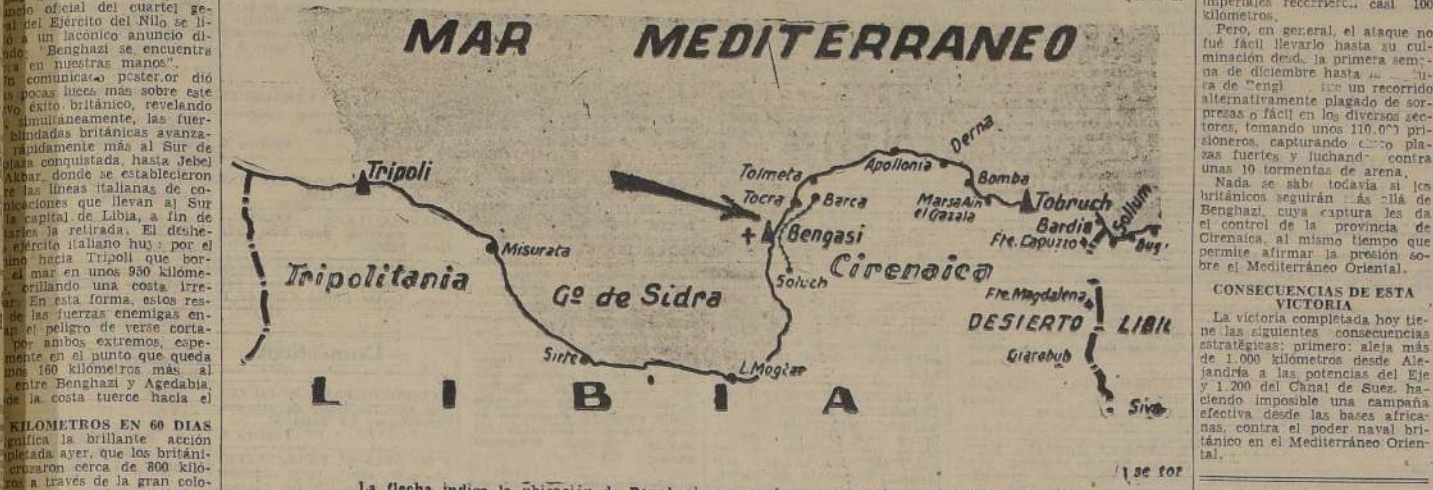 oficial del cuartel ge-
del Ejército del Nilo se li-
a un lacónico anuncio di-
"Benghazi se encuentra
en nuestras manos".
comunicado posterior dió
pocas luces más sobre este
éxito británico, revelando
simultáneamente, las fuer-
blindadas británicas avanza-
rápidamente más al Sur de
plaza conquistada, hasta Jebel
Akbar, donde se establecieron
las líneas italianas de co-
nicaciones que llevan al Sur
la capital de Libia, a fin de
la retirada. El deshe-
ejército italiano huye por el
hacia Trípoli que bor-
el mar en unos 950 kilóme-
orillando una costa irre-
En esta forma, estos res-
de las fuerzas enemigas en-
el peligro de verse corta-
por ambos extremos, espe-
mente en el punto que queda
160 kilómetros más al
entre Benghazi y Agedabia,
de la costa tuerce hacia el
KILOMETROS EN 60 DIAS
la brillante acción
ayer, que los británi-
cruzaron cerca de 800 kiló-
a través de la gran colo-
MAR MEDITERRANEO
Tripoli
Misurata
Tripolitania
Gº de Sidra
Sirte
L I B I A
Tolmeta
Tocra
Barca
+ Bengasi
Soluch
Cirenaica
Apollonia
Derna
Bomba
Marsa Ain
el Gazala
Tobruch
Bardia
Sollum
Fte. Capuzzo
Bug'
Fte. Magdalena
DESIERTO LIBI
Giarabub
Siva
La flecha indica la ubicación de
se tor
imperiales recorrieron casi 100
kilómetros.
Pero, en general, el ataque no
fué fácil llevarlo hasta su cul-
minación desde la primera sema-
na de diciembre hasta
ca de un recorrido
alternativamente plagado de sor-
presas o fácil en los diversos sec-
tores, tomando unos 110.000 pri-
sioneros, capturando cinco pla-
zas fuertes y luchando contra
unas 10 tormentas de arena.
Nada se sabe todavía si los
británicos seguirán más allá de
Benghazi, cuya captura les da
el control de la provincia de
Cirenaica, al mismo tiempo que
permite afirmar la presión so-
bre el Mediterráneo Oriental.
CONSECUENCIAS DE ESTA
VICTORIA
La victoria completada hoy tie-
ne las siguientes consecuencias
estratégicas: primero: aleja más
de 1.000 kilómetros desde Ale-
jandría a las potencias del Eje
y 1.200 del Canal de Suez, ha-
ciendo imposible una campaña
efectiva desde las bases africa-
nas, contra el poder naval bri-
tánico en el Mediterráneo Orien-
tal.